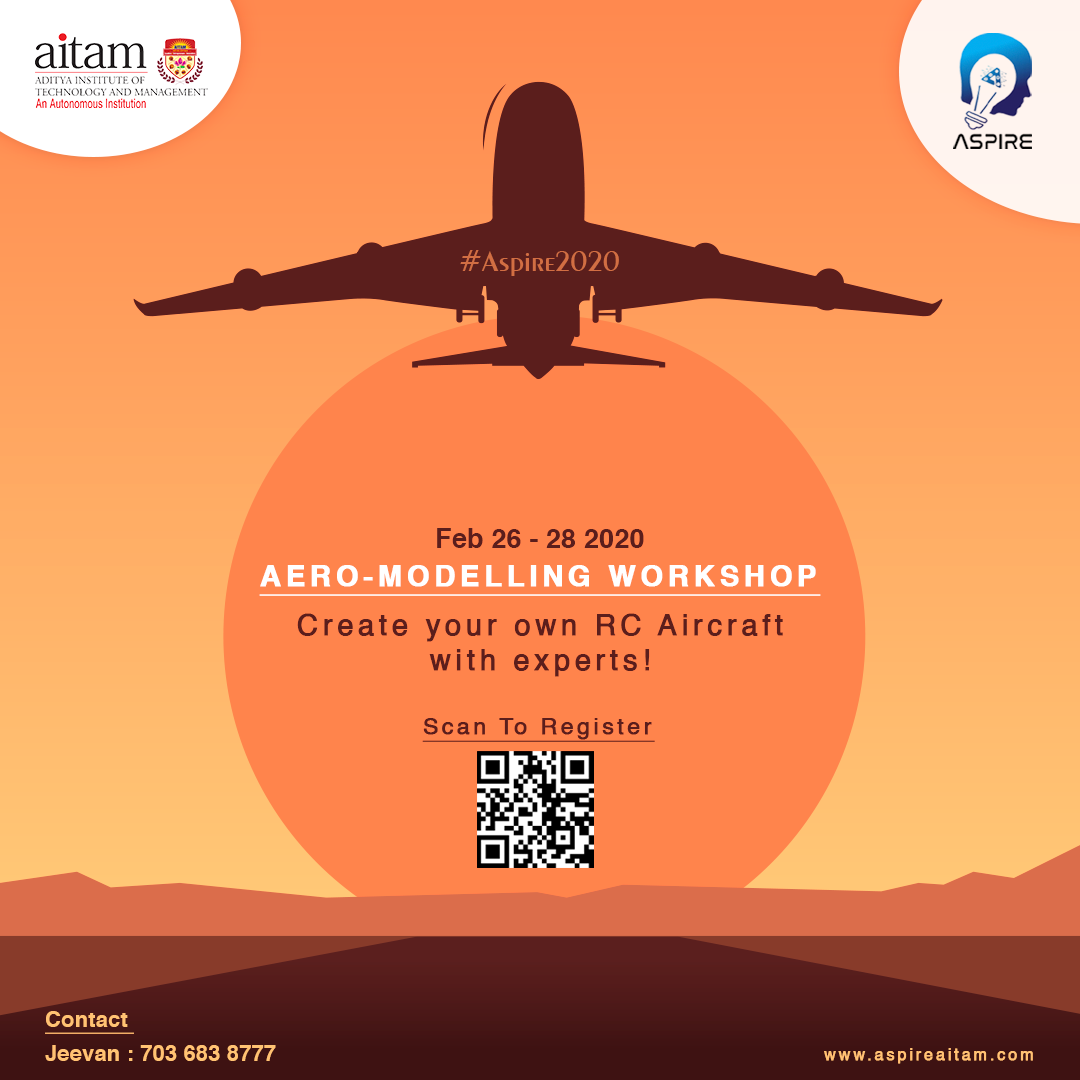 aitam
ADITYA INSTITUTE OF
TECHNOLOGY AND MANAGEMENT
An Autonomous Institution
ASPIRE
#Aspire2020
Feb 26 - 28 2020
AERO-MODELLING WORKSHOP
Create your own RC Aircraft
with experts!
Scan To Register
Contact
Jeevan : 703 683 8777
www.aspireaitam.com